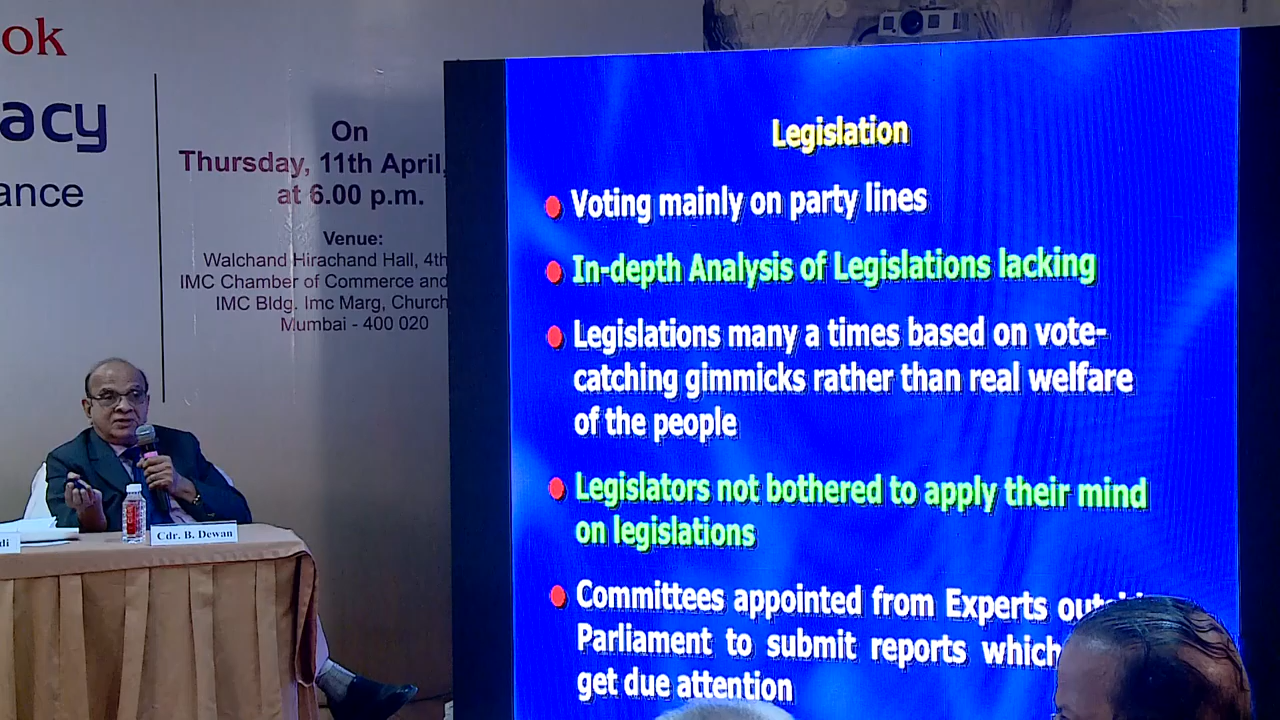 ok
acy
ance
On
Thursday, 11th April,
at 6.00 p.m.
Venue:
Walchand Hirachand Hall, 4th
IMC Chamber of Commerce and
IMC Bldg. Imc Marg, Church
Mumbai - 400 020
di
Cdr. B. Dewan
Legislation
Voting mainly on party lines
In-depth Analysis of Legislations lacking
Legislations many a times based on vote-
catching gimmicks rather than real welfare
of the people
Legislators not bothered to apply their mind
on legislations
Committees appointed from Experts
Parliament to submit reports which
get due attention